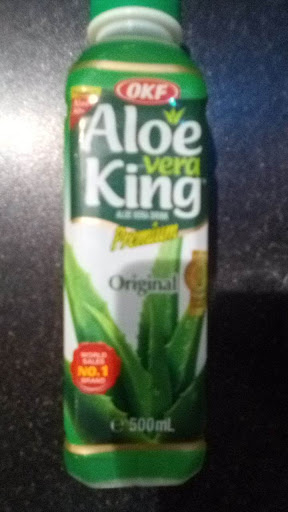 OKF
Aloe
vera
King
ALOE VERA DRINK
Premium
Original
WORLD
SALES
NO.1
BRAND
℮ 500mL